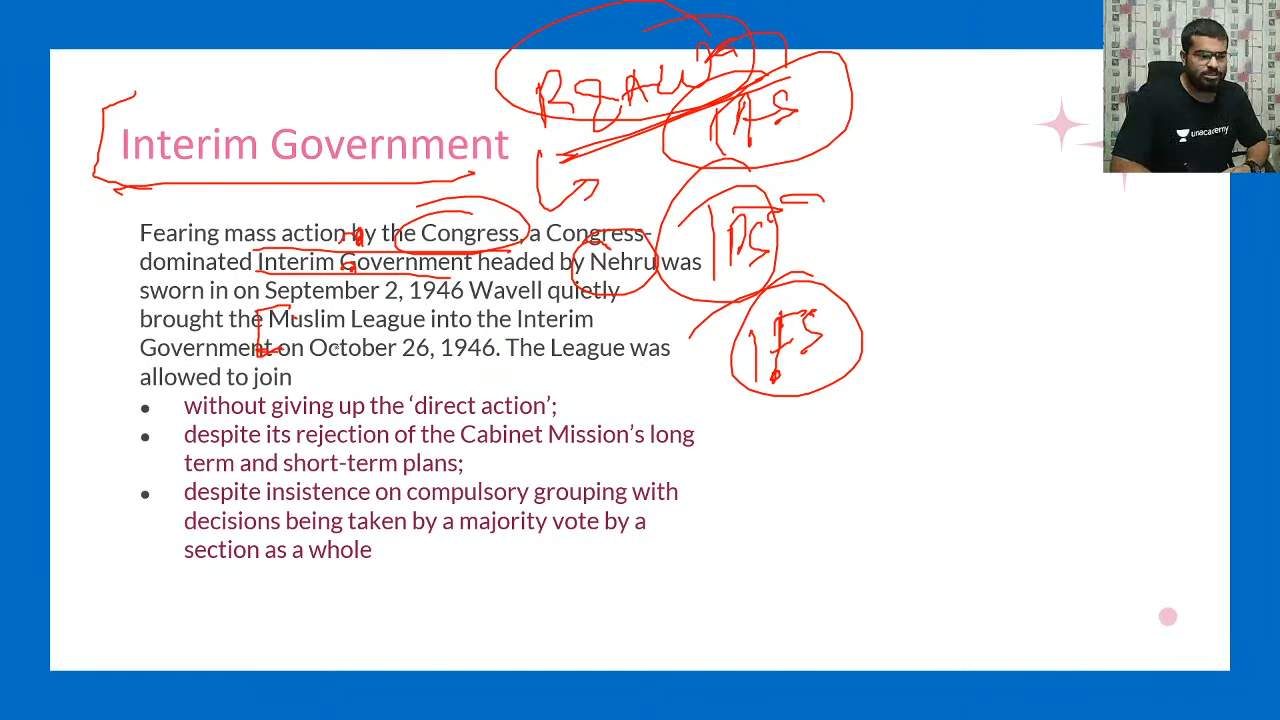 R&AW
IAS
unacademy
Interim Government
IPS
Fearing mass action by the Congress, a Congress-
dominated Interim Government headed by Nehru was
sworn in on September 2, 1946 Wavell quietly
brought the Muslim League into the Interim
IFS
Government on October 26, 1946. The League was
allowed to join
• without giving up the ‘direct action’;
• despite its rejection of the Cabinet Mission’s long
term and short-term plans;
• despite insistence on compulsory grouping with
decisions being taken by a majority vote by a
section as a whole